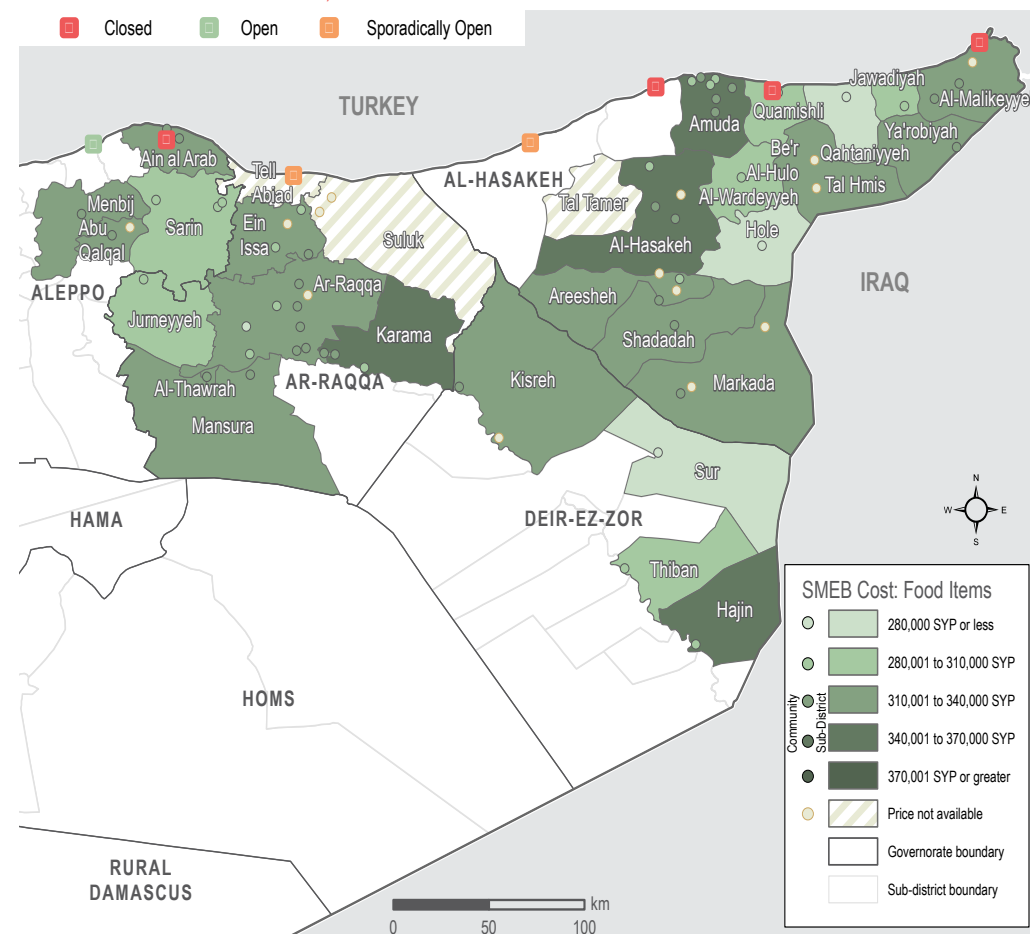 Closed
Open
Sporadically Open
TURKEY
Jawadiyah
Al-Malikeyye
Quamishli
Amuda
Ya'robiyah
Ain al Arab
Be'r
Al-Hulo
Al-Wardeyyeh
Qahtaniyyeh
Tell
Abjad
AL-HASAKEH
Tal Hmis
Menbij
Tal Tamer
Abu
Qalqal
Sarin
Ein
Issa
Suluk
Al-Hasakeh
Hole
IRAQ
ALEPPO
Ar-Raqqa
Areesheh
Jurneyyeh
Karama
Shadadah
AR-RAQQA
Kisreh
Markada
Al-Thawrah
Mansura
Sur
HAMA
DEIR-EZ-ZOR
N
W
E
S
Thiban
Hajin
HOMS
RURAL
DAMASCUS
SMEB Cost: Food Items
280,000 SYP or less
280,001 to 310,000 SYP
310,001 to 340,000 SYP
340,001 to 370,000 SYP
370,001 SYP or greater
Price not available
Governorate boundary
Sub-district boundary
Community
Sub-District
km
0
50
100